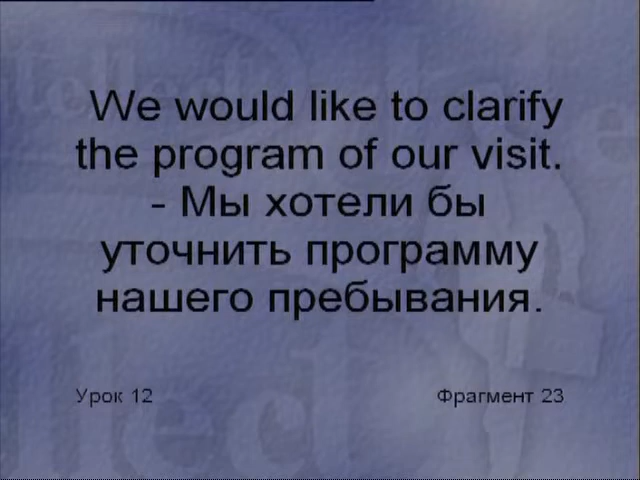 We would like to clarify
the program of our visit.
- Мы хотели бы
уточнить программу
нашего пребывания.
Урок 12
Фрагмент 23